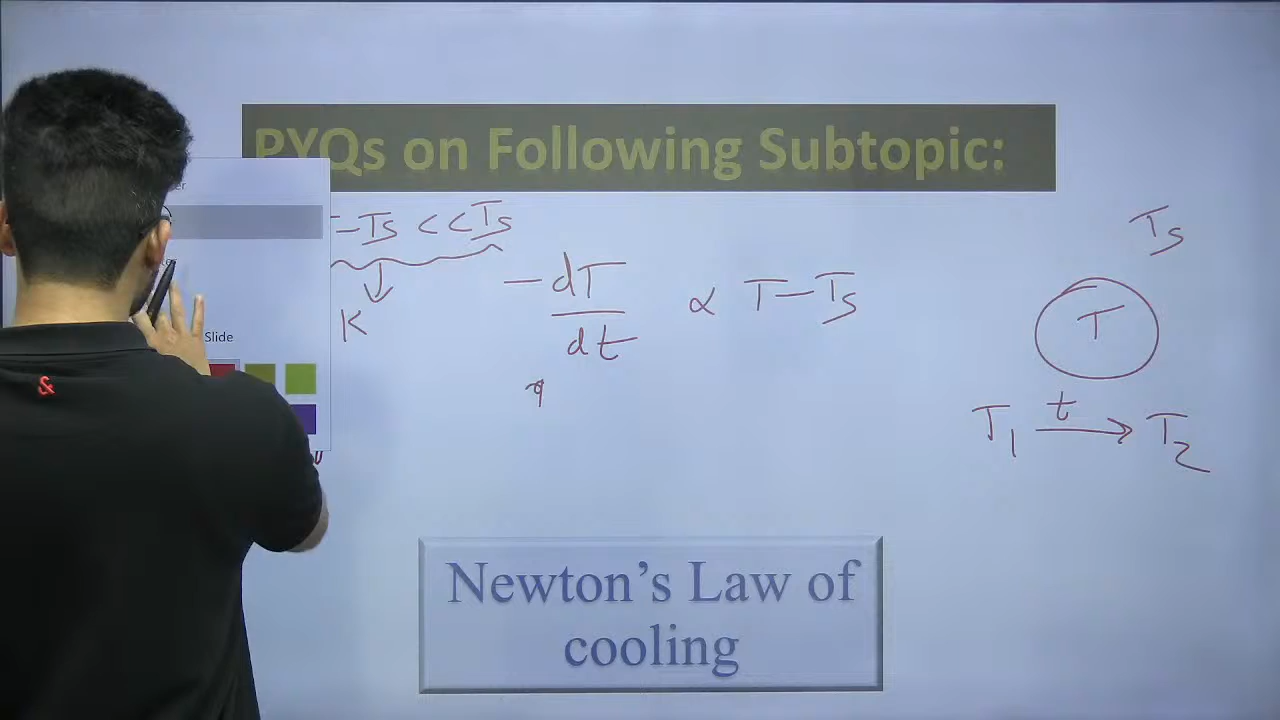 PYQs on Following Subtopic:
-Ts << Ts
Ts
-dT/dt ∝ T-Ts
K
T
Slide
T1 t→ T2
&
Newton's Law of
cooling